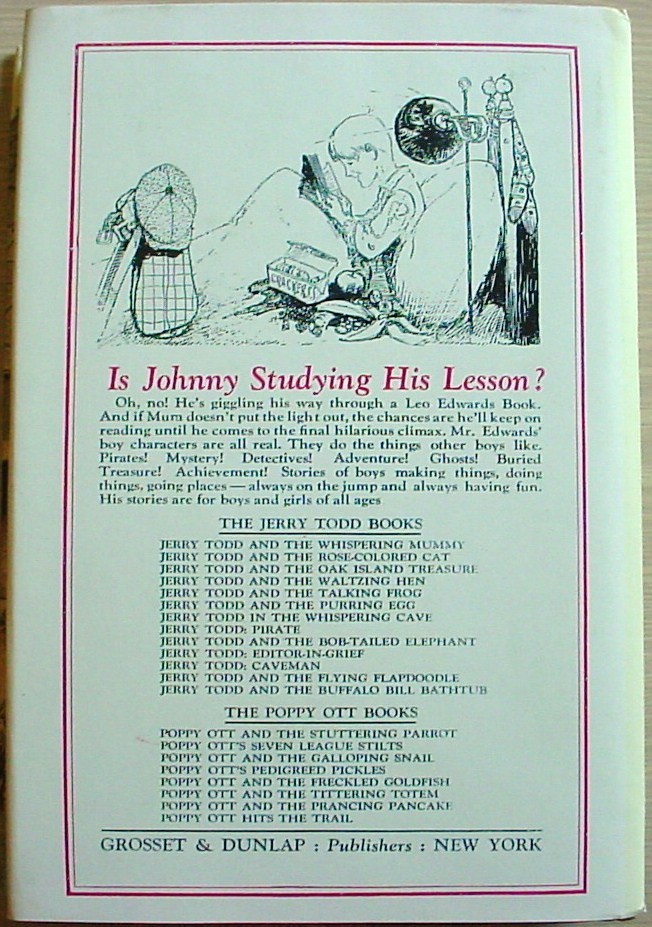 CRACKERS
Is Johnny Studying His Lesson?
Oh, no! He's giggling his way through a Leo Edwards Book.
And if Mum doesn't put the light out, the chances are he'll keep on
reading until he comes to the final hilarious climax. Mr. Edwards'
boy characters are all real. They do the things other boys like.
Pirates! Mystery! Detectives! Adventure! Ghosts! Buried
Treasure! Achievement! Stories of boys making things, doing
things, going places — always on the jump and always having fun.
His stories are for boys and girls of all ages
THE JERRY TODD BOOKS
JERRY TODD AND THE WHISPERING MUMMY
JERRY TODD AND THE ROSE-COLORED CAT
JERRY TODD AND THE OAK ISLAND TREASURE
JERRY TODD AND THE WALTZING HEN
JERRY TODD AND THE TALKING FROG
JERRY TODD AND THE PURRING EGG
JERRY TODD IN THE WHISPERING CAVE
JERRY TODD: PIRATE
JERRY TODD AND THE BOB-TAILED ELEPHANT
JERRY TODD: EDITOR-IN-GRIEF
JERRY TODD: CAVEMAN
JERRY TODD AND THE FLYING FLAPDOODLE
JERRY TODD AND THE BUFFALO BILL BATHTUB
THE POPPY OTT BOOKS
POPPY OTT AND THE STUTTERING PARROT
POPPY OTT'S SEVEN LEAGUE STILTS
POPPY OTT AND THE GALLOPING SNAIL
POPPY OTT'S PEDIGREED PICKLES
POPPY OTT AND THE FRECKLED GOLDFISH
POPPY OTT AND THE TITTERING TOTEM
POPPY OTT AND THE PRANCING PANCAKE
POPPY OTT HITS THE TRAIL
GROSSET & DUNLAP : Publishers : NEW YORK